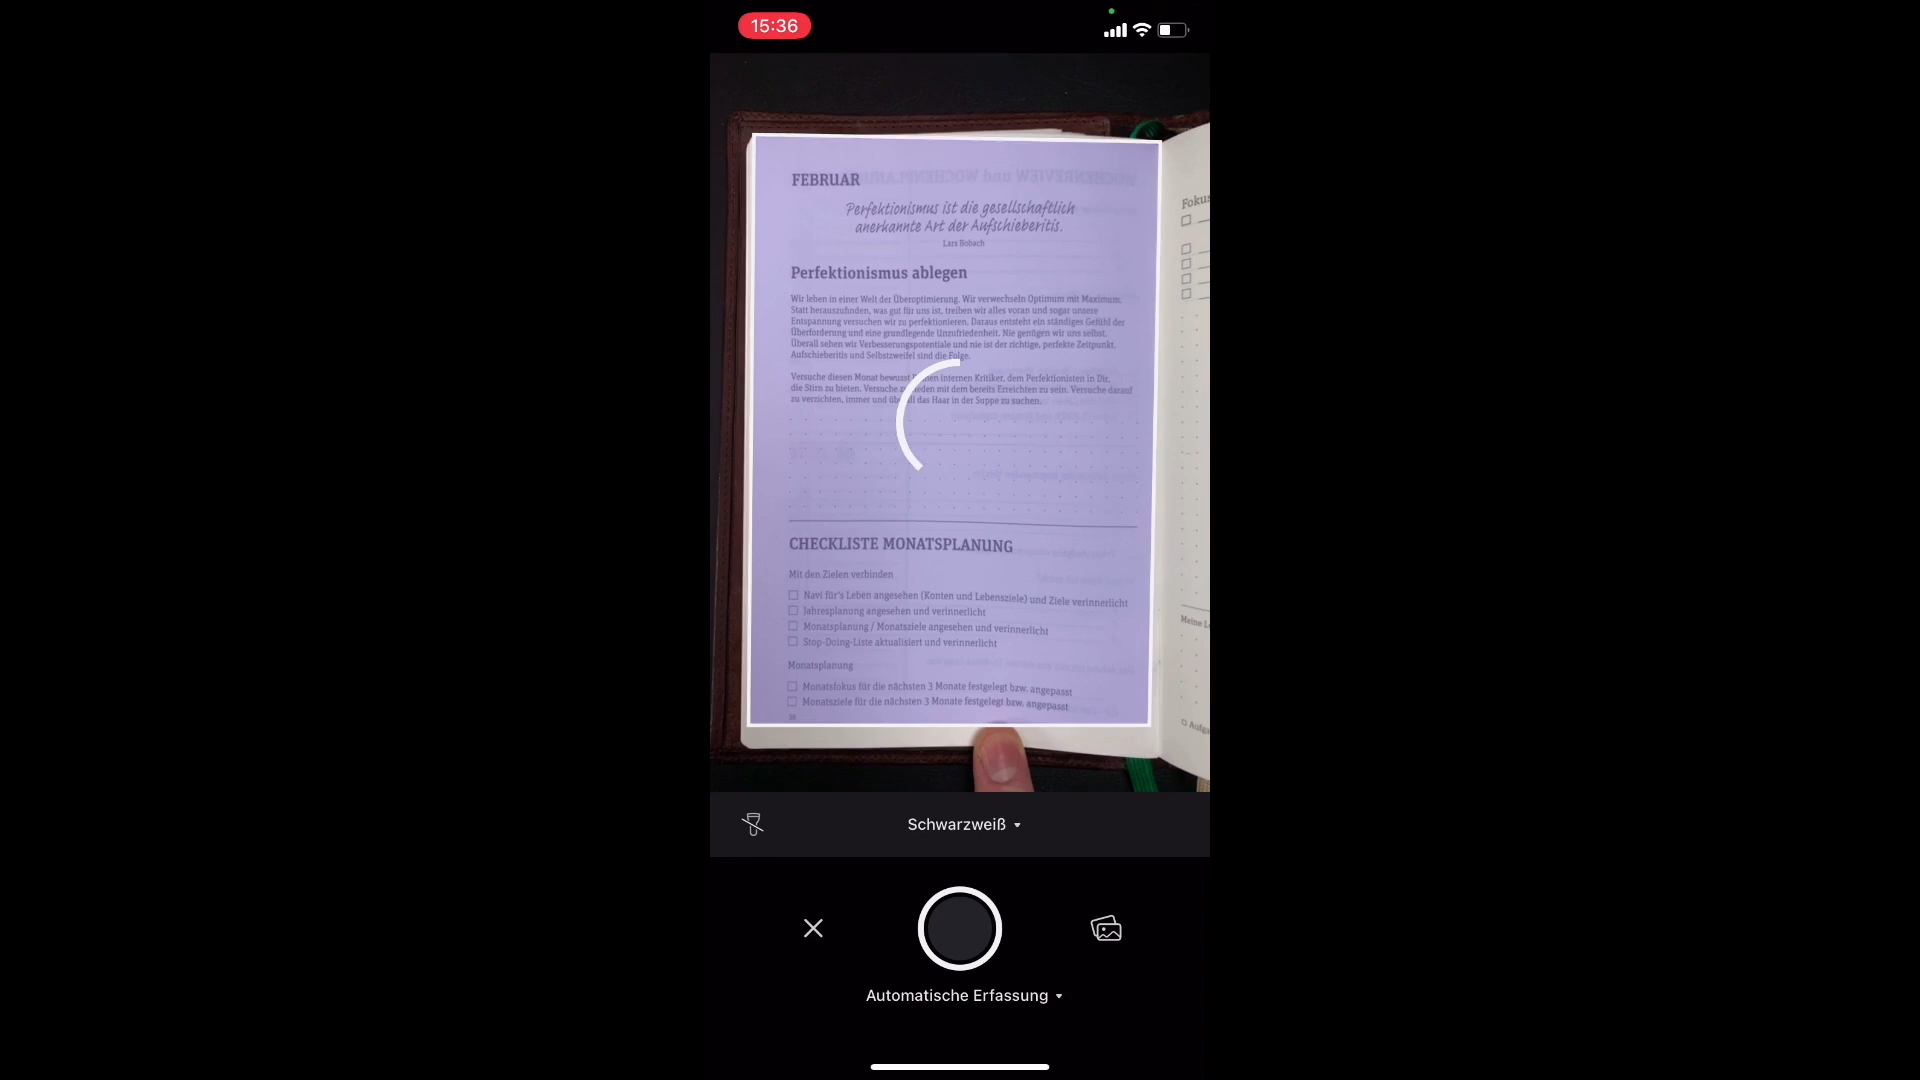 15:36
FEBRUAR
Perfektionismus ist die gesellschaftlich
anerkannte Art der Aufschieberitis.
Lars Bobach
Perfektionismus ablegen
Wir leben in einer Welt der Überoptimierung. Wir verwechseln Optimum mit Maximum.
Statt herauszufinden, was gut für uns ist, treiben wir alles voran und sogar unsere
Entspannung versuchen wir zu perfektionieren. Daraus entsteht ein ständiges Gefühl der
Überforderung und eine grundlegende Unzufriedenheit. Nie genügen wir uns selbst.
Überall sehen wir Verbesserungspotentiale und nie ist der richtige, perfekte Zeitpunkt.
Aufschieberitis und Selbstzweifel sind die Folge.
Versuche diesen Monat bewusst internen Kritiker, dem Perfektionisten in Dir,
die Stirn zu bieten. Versuche mit dem bereits Erreichten zu sein. Versuche darauf
zu verzichten, immer und das Haar in der Suppe zu suchen.
CHECKLISTE MONATSPLANUNG
Mit den Zielen verbinden
Navi für's Leben angesehen (Konten und Lebensziele) und Ziele verinnerlicht
Jahresplanung angesehen und verinnerlicht
Monatsplanung / Monatsziele angesehen und verinnerlicht
Stop-Doing-Liste aktualisiert und verinnerlicht
Monatsplanung
Monatsfokus für die nächsten 3 Monate festgelegt bzw. angepasst
Monatsziele für die nächsten 3 Monate festgelegt bzw. angepasst
Fokus
Meine
Schwarzweiß
Automatische Erfassung